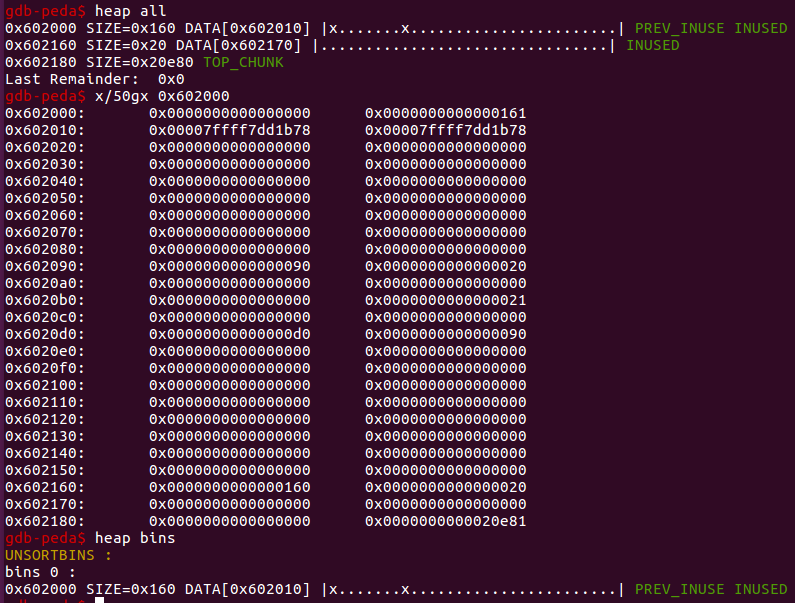 gdb-peda$ heap all
0x602000 SIZE=0x160 DATA[0x602010] |x.......x.......................| PREV_INUSE INUSED
0x602160 SIZE=0x20 DATA[0x602170] |................................| INUSED
0x602180 SIZE=0x20e80 TOP_CHUNK
Last Remainder:  0x0
gdb-peda$ x/50gx 0x602000
0x602000:	0x0000000000000000	0x0000000000000161
0x602010:	0x00007ffff7dd1b78	0x00007ffff7dd1b78
0x602020:	0x0000000000000000	0x0000000000000000
0x602030:	0x0000000000000000	0x0000000000000000
0x602040:	0x0000000000000000	0x0000000000000000
0x602050:	0x0000000000000000	0x0000000000000000
0x602060:	0x0000000000000000	0x0000000000000000
0x602070:	0x0000000000000000	0x0000000000000000
0x602080:	0x0000000000000000	0x0000000000000000
0x602090:	0x0000000000000090	0x0000000000000020
0x6020a0:	0x0000000000000000	0x0000000000000000
0x6020b0:	0x0000000000000000	0x0000000000000021
0x6020c0:	0x0000000000000000	0x0000000000000000
0x6020d0:	0x00000000000000d0	0x0000000000000090
0x6020e0:	0x0000000000000000	0x0000000000000000
0x6020f0:	0x0000000000000000	0x0000000000000000
0x602100:	0x0000000000000000	0x0000000000000000
0x602110:	0x0000000000000000	0x0000000000000000
0x602120:	0x0000000000000000	0x0000000000000000
0x602130:	0x0000000000000000	0x0000000000000000
0x602140:	0x0000000000000000	0x0000000000000000
0x602150:	0x0000000000000000	0x0000000000000000
0x602160:	0x0000000000000160	0x0000000000000020
0x602170:	0x0000000000000000	0x0000000000000000
0x602180:	0x0000000000000000	0x0000000000020e81
gdb-peda$ heap bins
UNSORTBINS :
bins 0 :
0x602000 SIZE=0x160 DATA[0x602010] |x.......x.......................| PREV_INUSE INUSED
gdb-peda$